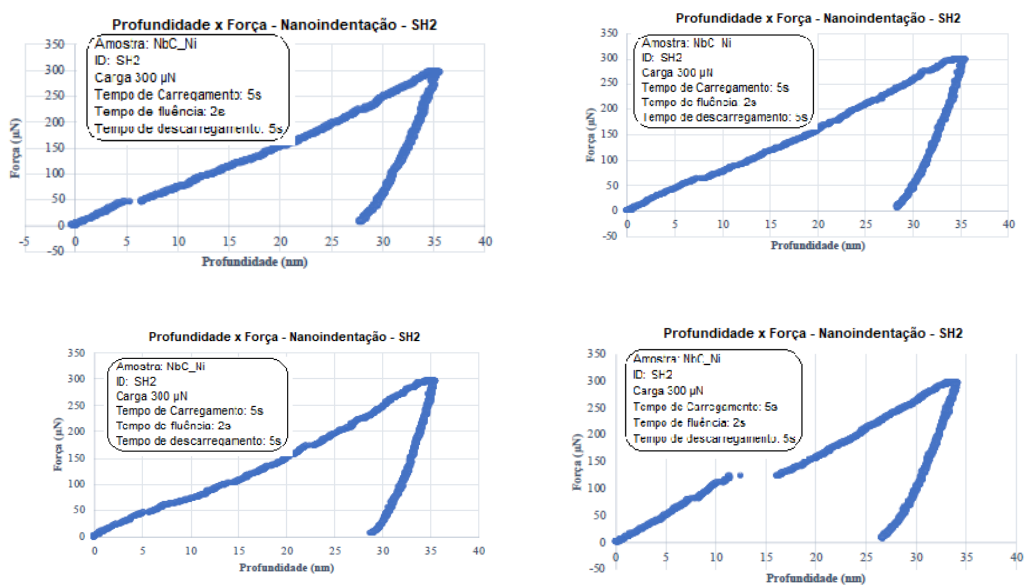 Profundidade x Força - Nanoindentação - SH2
Amostra: NbC_Ni
ID: SH2
Carga 300 µN
Tempo de Carregamento: 5s
Tempo de fluência: 2s
Tempo de descarregamento: 5s
Força (µN)
350
300
250
200
150
100
50
0
-50
-5 0 5 10 15 20 25 30 35 40
Profundidade (nm)
Profundidade x Força - Nanoindentação - SH2
Amostra: NbC_Ni
ID: SH2
Carga 300 µN
Tempo de Carregamento: 5s
Tempo de fluência: 2s
Tempo de descarregamento: 5s
Força (µN)
350
300
250
200
150
100
50
0
-50
0 5 10 15 20 25 30 35 40
Profundidade (nm)
Profundidade x Força - Nanoindentação - SH2
Amostra: NbC_Ni
ID: SH2
Carga 300 µN
Tempo de Carregamento: 5s
Tempo de fluência: 2s
Tempo de descarregamento: 5s
Força (µN)
350
300
250
200
150
100
50
0
0 5 10 15 20 25 30 35 40
Profundidade (nm)
Profundidade x Força - Nanoindentação - SH2
Amostra: NbC_Ni
ID: SH2
Carga 300 µN
Tempo de Carregamento: 5s
Tempo de fluência: 2s
Tempo de descarregamento: 5s
Força (µN)
350
300
250
200
150
100
50
0
-50
0 5 10 15 20 25 30 35 40
Profundidade (nm)